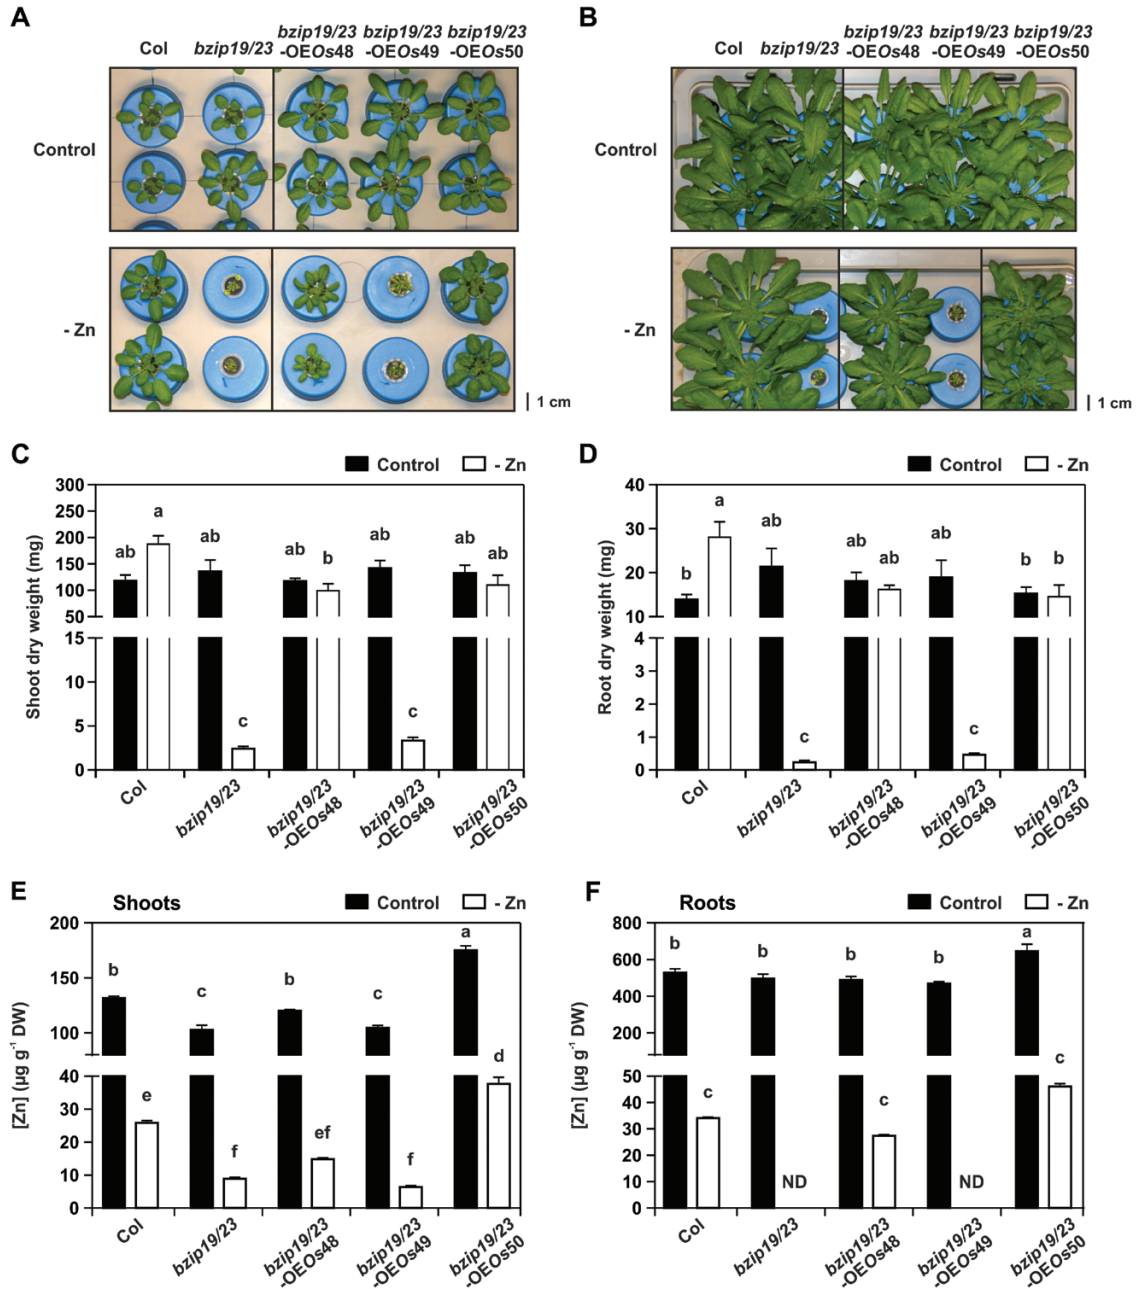 A
Col bzip19/23 bzip19/23 -OEOs48 bzip19/23 -OEOs49 bzip19/23 -OEOs50
Control
- Zn
1 cm
B
Col bzip19/23 bzip19/23 -OEOs48 bzip19/23 -OEOs49 bzip19/23 -OEOs50
Control
- Zn
1 cm
C
Control - Zn
Shoot dry weight (mg)
300
250
200
150
100
50
15
10
5
0
ab a ab c ab b ab c ab ab
Col bzip19/23 bzip19/23 -OEOs48 bzip19/23 -OEOs49 bzip19/23 -OEOs50
D
Control - Zn
Root dry weight (mg)
40
30
20
10
4
3
2
1
0
b a ab c ab ab ab c b b
Col bzip19/23 bzip19/23 -OEOs48 bzip19/23 -OEOs49 bzip19/23 -OEOs50
E
Shoots
Control - Zn
[Zn] (µg g-1 DW)
200
150
100
40
30
20
10
0
b e c f b ef c f a d
Col bzip19/23 bzip19/23 -OEOs48 bzip19/23 -OEOs49 bzip19/23 -OEOs50
F
Roots
Control - Zn
[Zn] (µg g-1 DW)
800
600
400
200
50
40
30
20
10
0
b c b ND b c b ND a c
Col bzip19/23 bzip19/23 -OEOs48 bzip19/23 -OEOs49 bzip19/23 -OEOs50